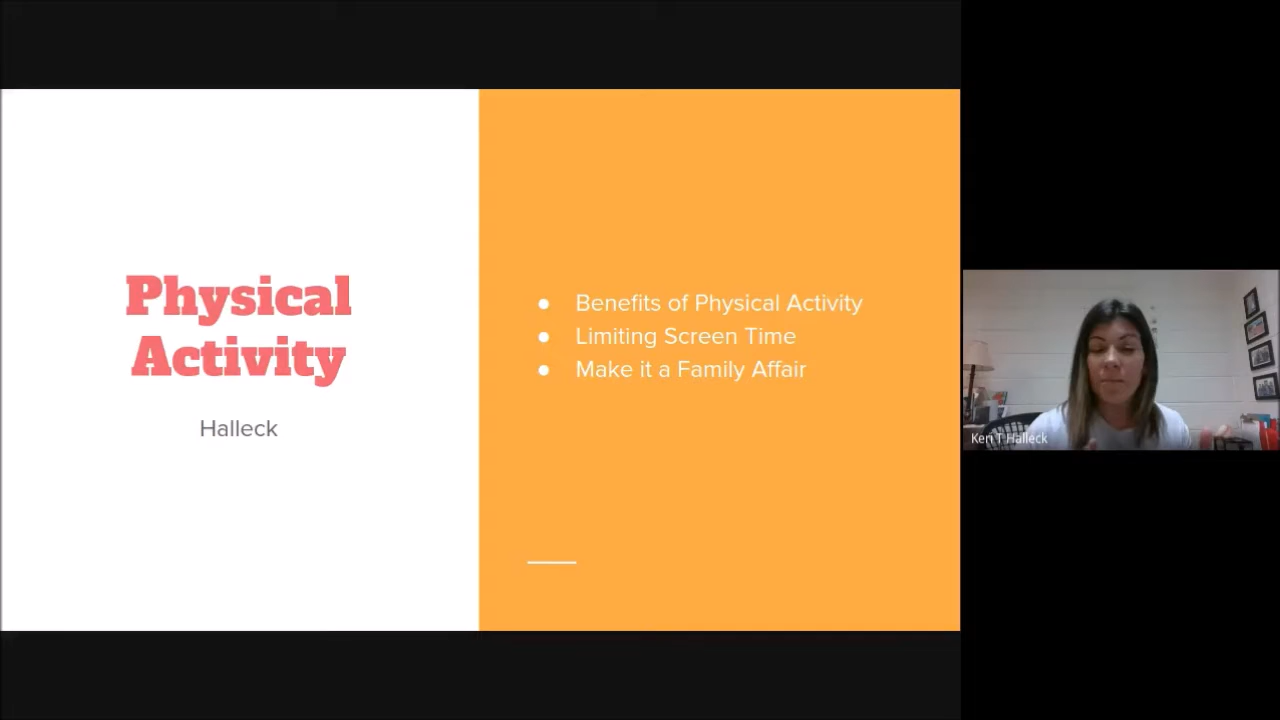 Physical
Activity
Halleck
● Benefits of Physical Activity
● Limiting Screen Time
● Make it a Family Affair
Keri T Halleck